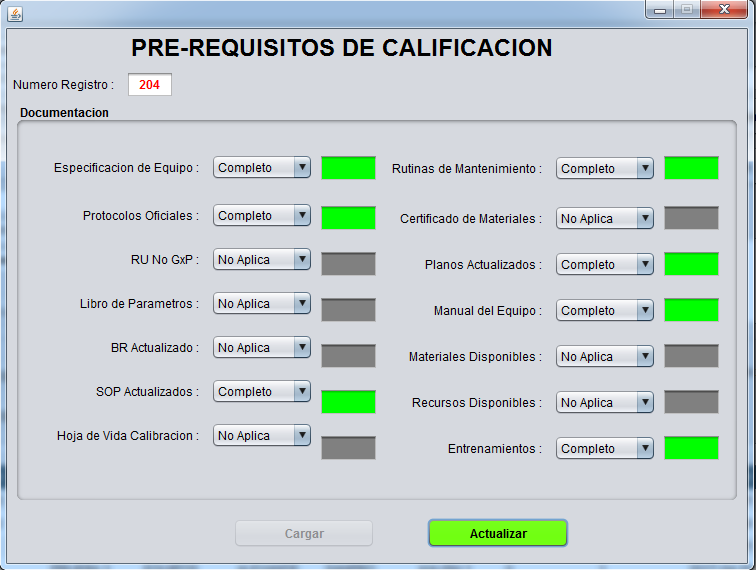 PRE-REQUISITOS DE CALIFICACION
Numero Registro : 204
Documentacion
Especificacion de Equipo : Completo
Rutinas de Mantenimiento : Completo
Protocolos Oficiales : Completo
Certificado de Materiales : No Aplica
RU No GxP : No Aplica
Planos Actualizados : Completo
Libro de Parametros : No Aplica
Manual del Equipo : Completo
BR Actualizado : No Aplica
Materiales Disponibles : No Aplica
SOP Actualizados : Completo
Recursos Disponibles : No Aplica
Hoja de Vida Calibracion : No Aplica
Entrenamientos : Completo
Cargar
Actualizar